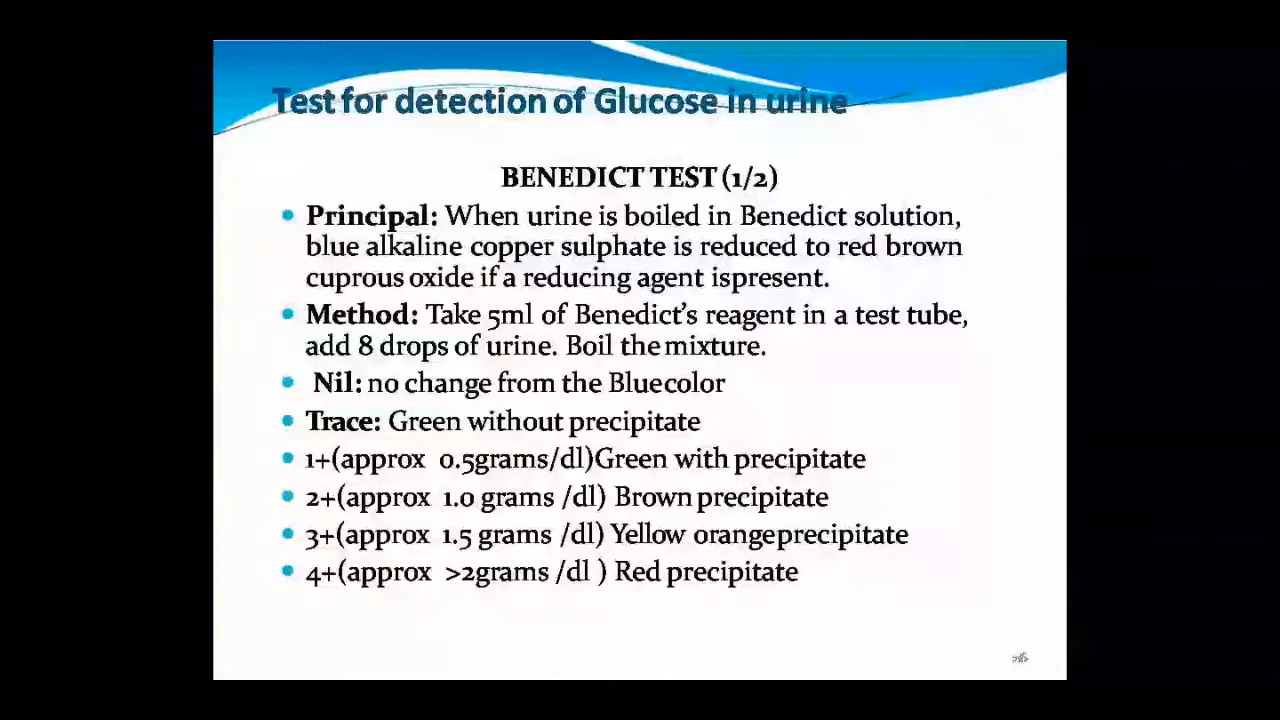 Test for detection of Glucose in urine
BENEDICT TEST (1/2)
Principal: When urine is boiled in Benedict solution,
blue alkaline copper sulphate is reduced to red brown
cuprous oxide if a reducing agent ispresent.
Method: Take 5ml of Benedict's reagent in a test tube,
add 8 drops of urine. Boil the mixture.
Nil: no change from the Bluecolor
Trace: Green without precipitate
1+(approx 0.5grams/dl)Green with precipitate
2+(approx 1.0 grams /dl) Brown precipitate
3+(approx 1.5 grams /dl) Yellow orangeprecipitate
4+(approx >2grams /dl ) Red precipitate